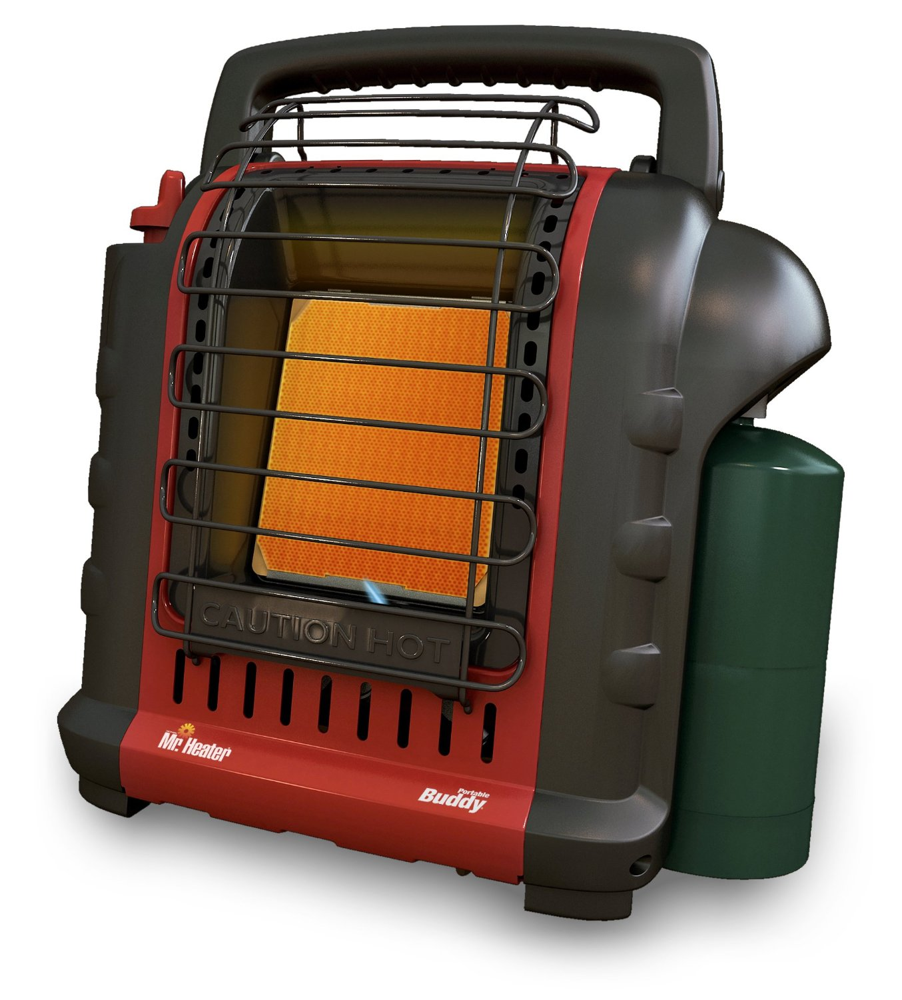 CAUTION HOT
Mr. Heater
Portable
Buddy